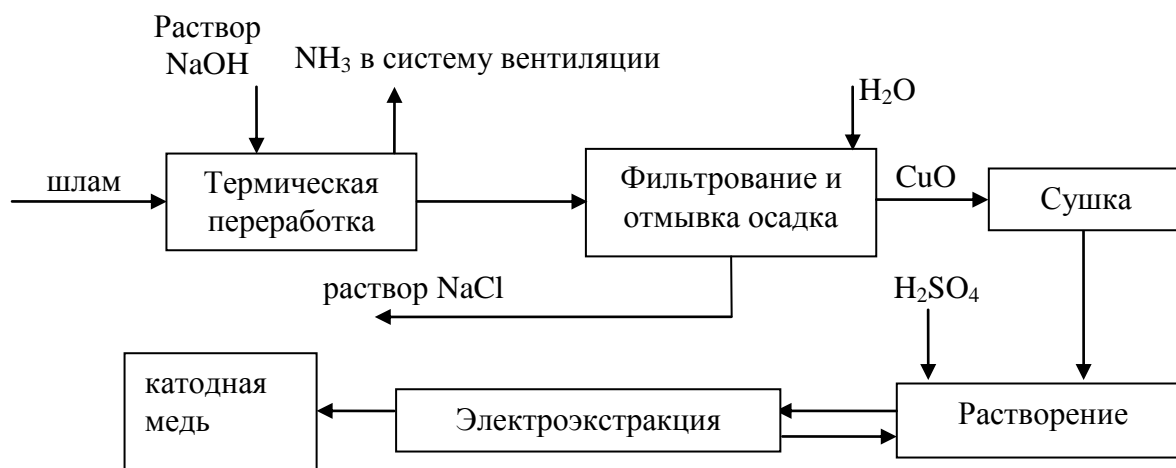 Раствор
NaOH
NH₃ в систему вентиляции
H₂O
шлам
Термическая
переработка
Фильтрование и
отмывка осадка
CuO
Сушка
раствор NaCl
H₂SO₄
катодная
медь
Электроэкстракция
Растворение